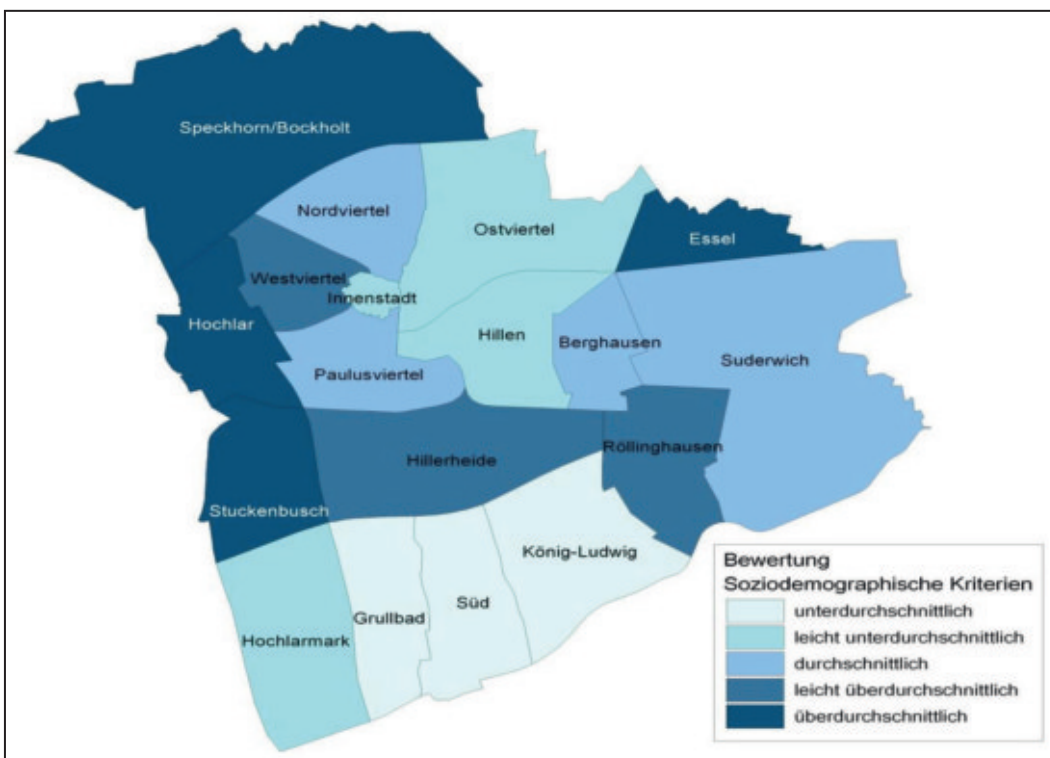 Speckhorn/Bockholt
Nordviertel
Ostviertel
Essel
Westviertel
Innenstadt
Hochlar
Hillen
Berghausen
Suderwich
Paulusviertel
Hillerheide
Röllinghausen
Stuckenbusch
König-Ludwig
Süd
Grullbad
Hochlarmark
Bewertung
Soziodemographische Kriterien
unterdurchschnittlich
leicht unterdurchschnittlich
durchschnittlich
leicht überdurchschnittlich
überdurchschnittlich